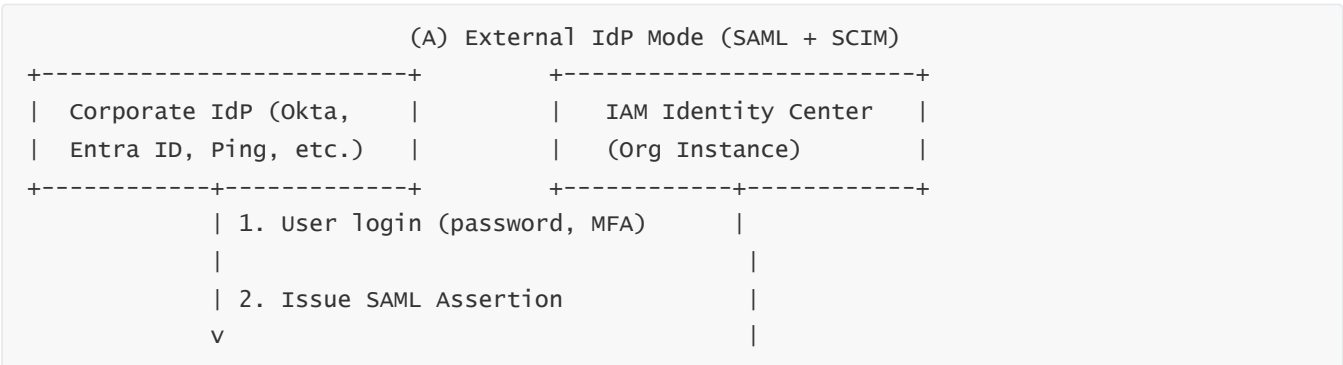 (A) External IdP Mode (SAML + SCIM)
+--------------------------+         +-------------------------+
|  Corporate IdP (Okta,    |         |   IAM Identity Center   |
|  Entra ID, Ping, etc.)   |         |   (Org Instance)        |
+------------+-------------+         +------------+------------+
             | 1. User login (password, MFA)      |
             |                                     |
             | 2. Issue SAML Assertion             |
             v                                     |